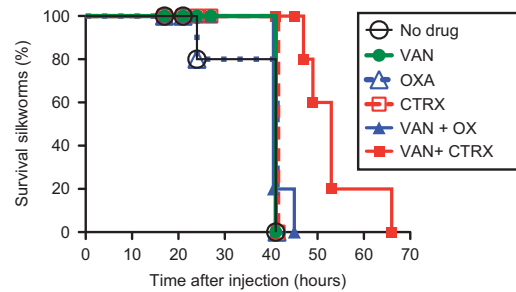 Survival silkworms (%)
100
80
60
40
20
0
0 10 20 30 40 50 60 70
Time after injection (hours)
No drug
VAN
OXA
CTRX
VAN + OX
VAN+ CTRX